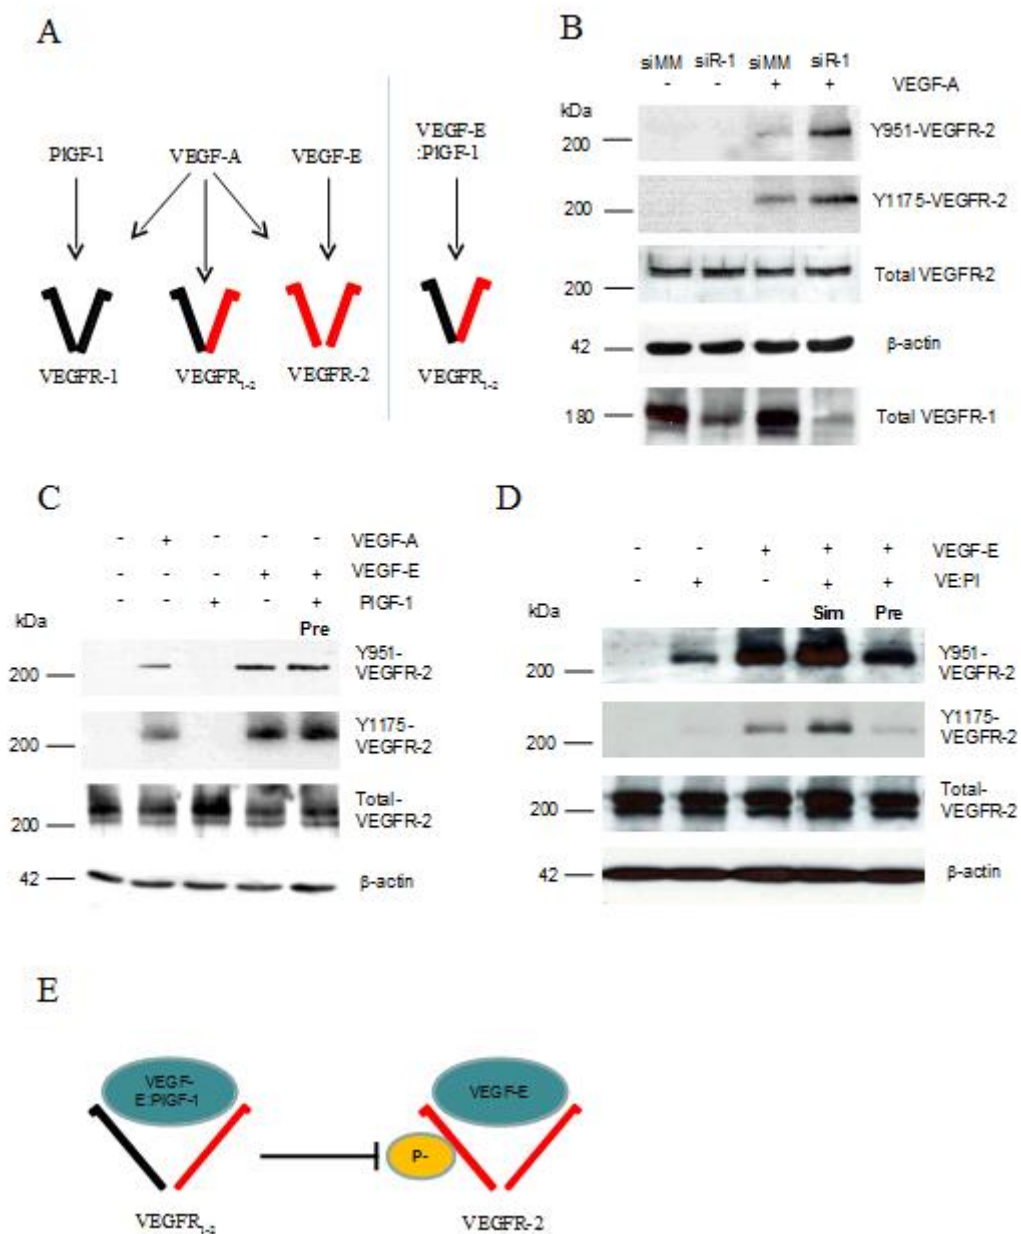 A
PlGF-1
VEGF-A
VEGF-E
VEGF-E
:PlGF-1
VEGFR-1
VEGFR1-2
VEGFR-2
VEGFR1-2
B
siMM siR-1 siMM siR-1
- - + + VEGF-A
kDa
200 Y951-VEGFR-2
200 Y1175-VEGFR-2
200 Total VEGFR-2
42 β-actin
180 Total VEGFR-1
C
- + - - - VEGF-A
- - - + + VEGF-E
- - + - + PlGF-1
kDa Pre
200 Y951-
VEGFR-2
200 Y1175-
VEGFR-2
200 Total-
VEGFR-2
42 β-actin
D
- - + + + VEGF-E
- + - + + VE:Pl
kDa Sim Pre
200 Y951-
VEGFR-2
200 Y1175-
VEGFR-2
200 Total-
VEGFR-2
42 β-actin
E
VEGF-
E:PlGF-1
VEGF-E
P-
VEGFR1-2
VEGFR-2